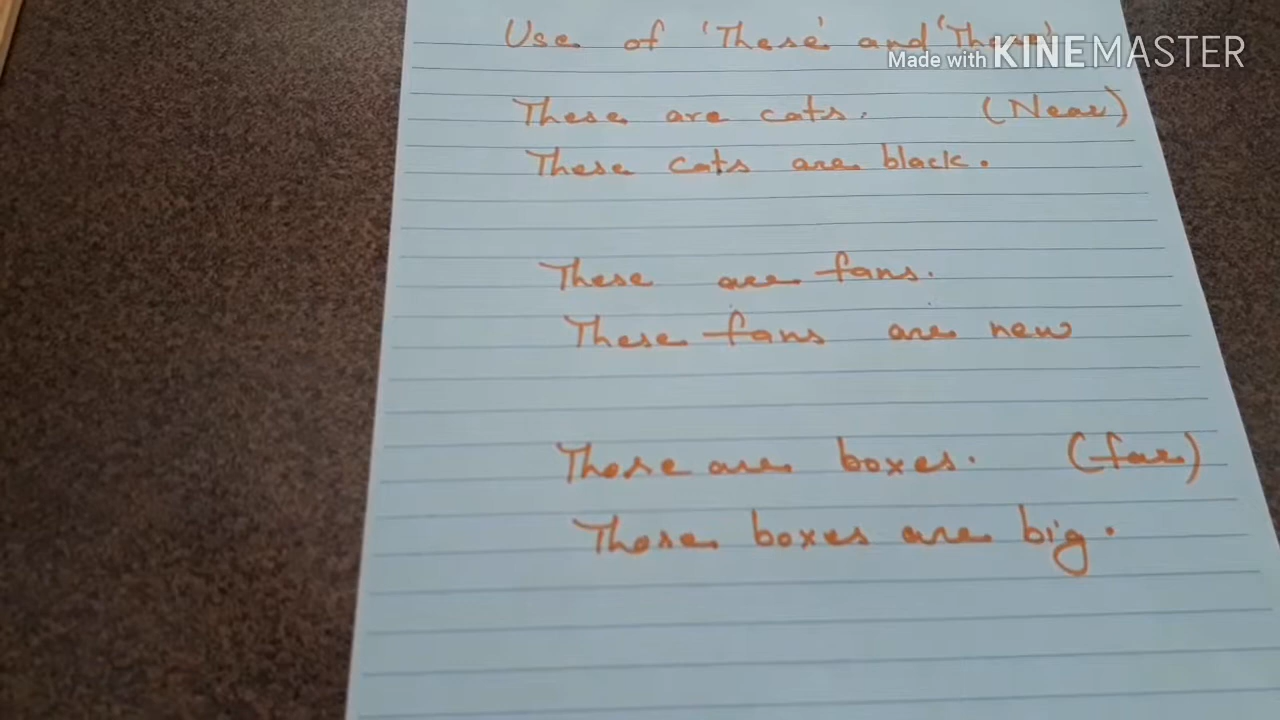 Use of 'These' and 'Those'
Made with KINEMASTER
These are cats. (Near)
These cats are black.
These are fans.
These fans are new
Those are boxes. (far)
Those boxes are big.